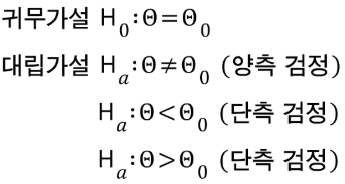 귀무가설 H₀:Θ=Θ₀
대립가설 Hₐ:Θ≠Θ₀ (양측 검정)
Hₐ:Θ<Θ₀ (단측 검정)
Hₐ:Θ>Θ₀ (단측 검정)